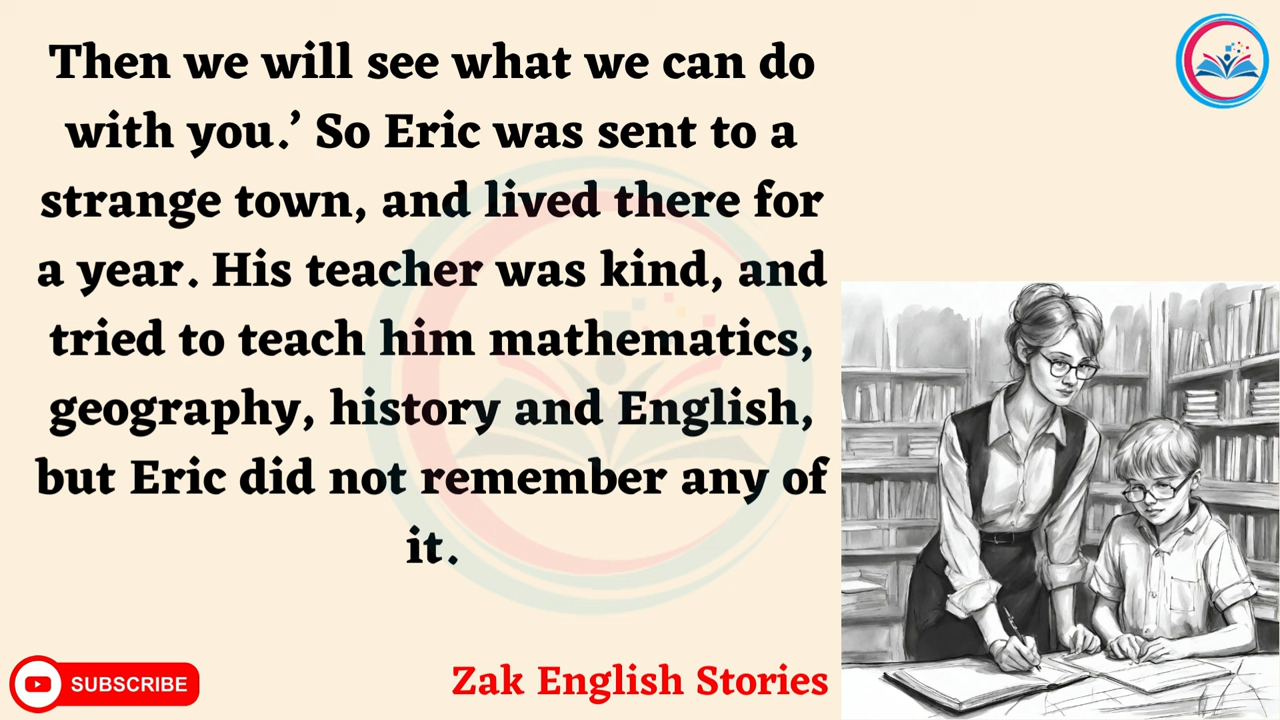 Then we will see what we can do
with you.’ So Eric was sent to a
strange town, and lived there for
a year. His teacher was kind, and
tried to teach him mathematics,
geography, history and English,
but Eric did not remember any of
it.
SUBSCRIBE
Zak English Stories